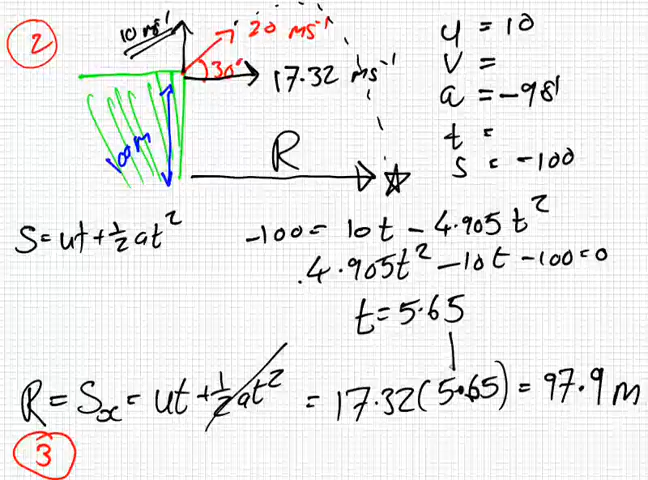 2
10 ms⁻¹
20 ms⁻¹
30°
17.32 ms⁻¹
u = 10
v =
a = -9.81
t =
s = -100
100m
R
S = ut + ½ at²
-100 = 10t - 4.905t²
4.905t² - 10t - 100 = 0
t = 5.65
R = Sx = ut + ½at² = 17.32(5.65) = 97.9 m
3